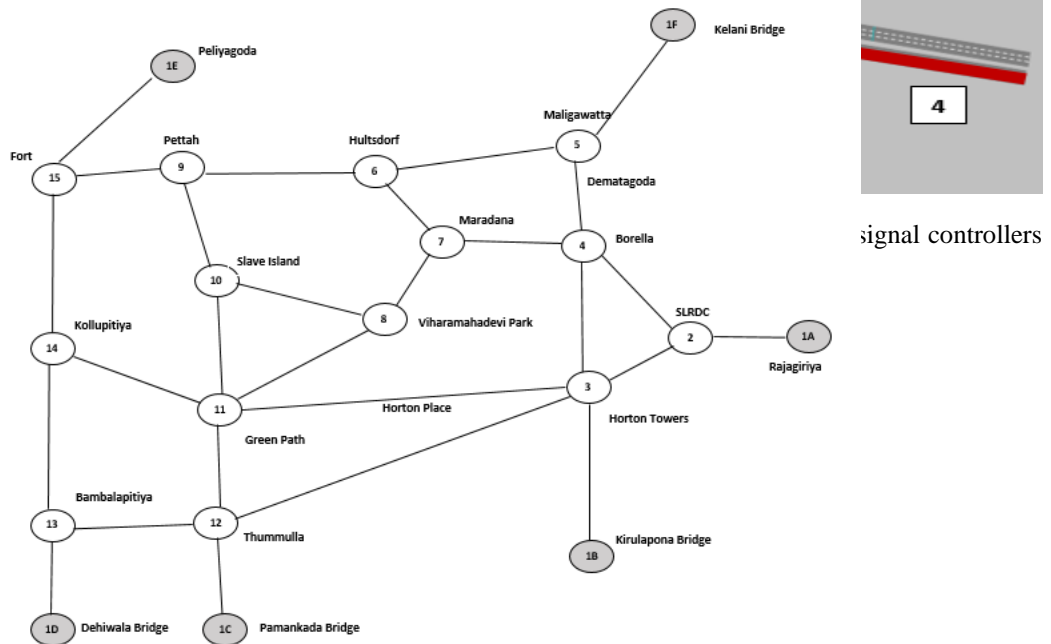 1F
Kelani Bridge
Peliyagoda
1E
4
Maligawatta
Pettah
Hultsdorf
5
Fort
9
6
15
Dematagoda
Maradana
signal controllers
7
4
Borella
Slave Island
10
SLRDC
Kollupitiya
8
Viharamahadevi Park
2
1A
14
Rajagiriya
3
11
Horton Place
Horton Towers
Green Path
Bambalapitiya
13
12
Thummulla
Kirulapona Bridge
1B
1D
Dehiwala Bridge
1C
Pamankada Bridge